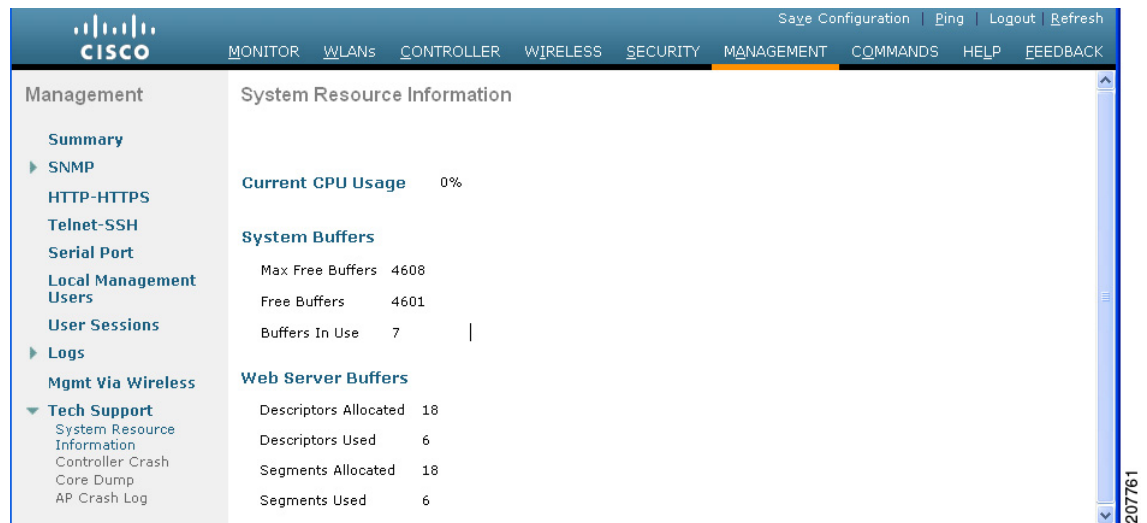 Save Configuration | Ping | Logout | Refresh
CISCO
MONITOR WLANs CONTROLLER WIRELESS SECURITY MANAGEMENT COMMANDS HELP FEEDBACK
Management
Summary
SNMP
HTTP-HTTPS
Telnet-SSH
Serial Port
Local Management
Users
User Sessions
Logs
Mgmt Via Wireless
Tech Support
System Resource
Information
Controller Crash
Core Dump
AP Crash Log
System Resource Information
Current CPU Usage 0%
System Buffers
Max Free Buffers 4608
Free Buffers 4601
Buffers In Use 7
Web Server Buffers
Descriptors Allocated 18
Descriptors Used 6
Segments Allocated 18
Segments Used 6
207761